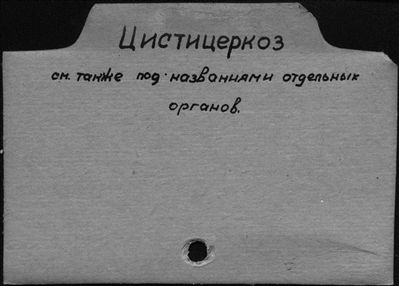 Цистицеркоз
см. также под названиями отдельных
органов.